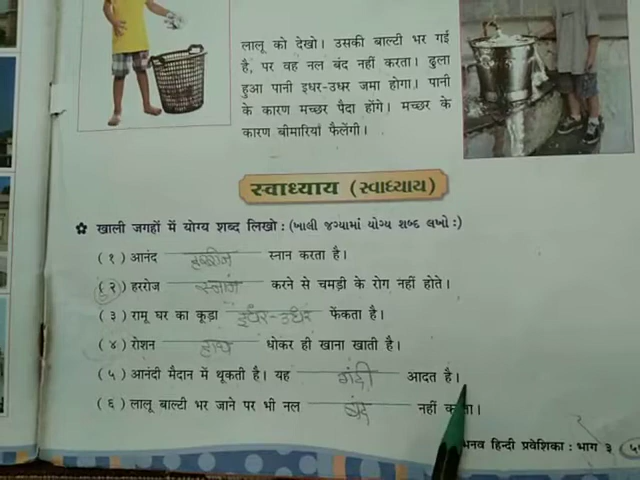 लालू को देखो। उसकी बाल्टी भर गई
है, पर वह नल बंद नहीं करता। ढुला
हुआ पानी इधर-उधर जमा होगा। पानी
के कारण मच्छर पैदा होंगे। मच्छर के
कारण बीमारियाँ फैलेंगी।
स्वाध्याय (સ્વાધ્યાય)
✿ खाली जगहों में योग्य शब्द लिखो : (ખાલી જગ્યામાં યોગ્ય શબ્દ લખો :)
(१) आनंद हररोज स्नान करता है।
(२) हररोज स्नान करने से चमड़ी के रोग नहीं होते।
(३) रामू घर का कूड़ा इधर-उधर फेंकता है।
(४) रोशन हाथ धोकर ही खाना खाती है।
(५) आनंदी मैदान में थूकती है। यह गंदी आदत है।
(६) लालू बाल्टी भर जाने पर भी नल बंद नहीं
हिन्दी प्रवेशिका : भाग ३